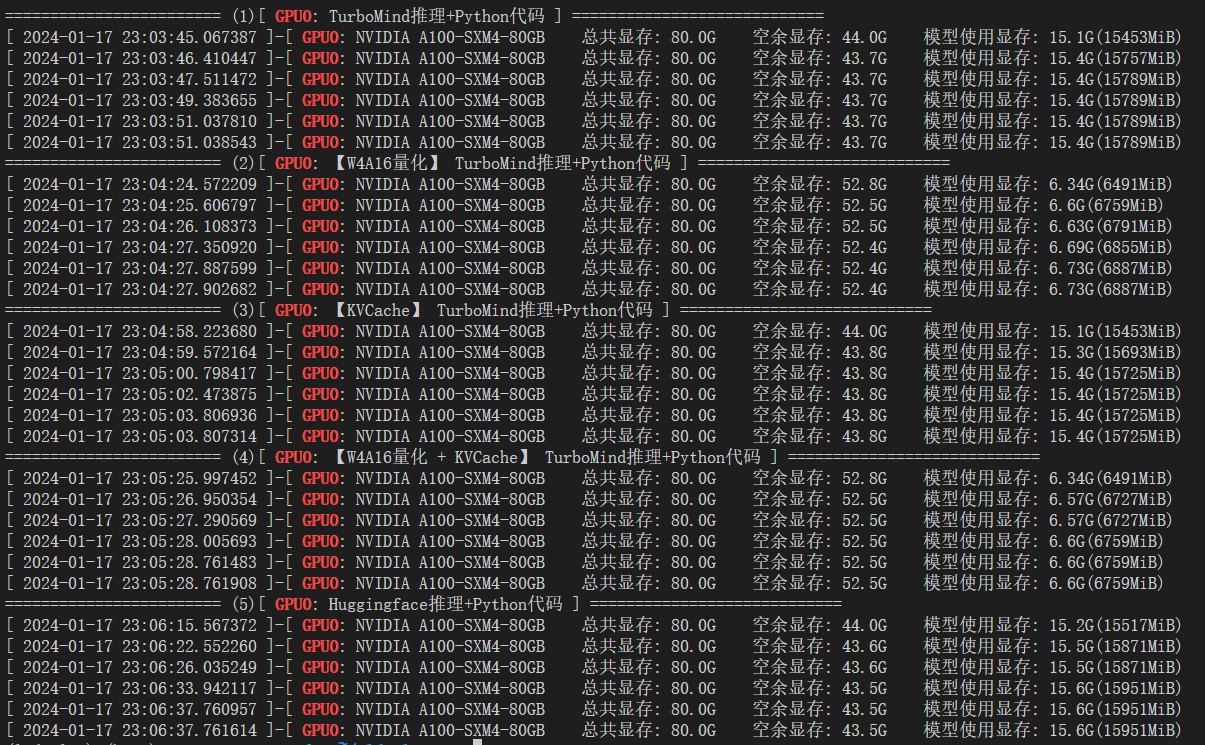 ======================== (1)[ GPU0: TurboMind推理+Python代码 ] ============================
[ 2024-01-17 23:03:45.067387 ]-[ GPU0: NVIDIA A100-SXM4-80GB    总共显存: 80.0G    空余显存: 44.0G    模型使用显存: 15.1G(15453MiB)
[ 2024-01-17 23:03:46.410447 ]-[ GPU0: NVIDIA A100-SXM4-80GB    总共显存: 80.0G    空余显存: 43.7G    模型使用显存: 15.4G(15757MiB)
[ 2024-01-17 23:03:47.511472 ]-[ GPU0: NVIDIA A100-SXM4-80GB    总共显存: 80.0G    空余显存: 43.7G    模型使用显存: 15.4G(15789MiB)
[ 2024-01-17 23:03:49.383655 ]-[ GPU0: NVIDIA A100-SXM4-80GB    总共显存: 80.0G    空余显存: 43.7G    模型使用显存: 15.4G(15789MiB)
[ 2024-01-17 23:03:51.037810 ]-[ GPU0: NVIDIA A100-SXM4-80GB    总共显存: 80.0G    空余显存: 43.7G    模型使用显存: 15.4G(15789MiB)
[ 2024-01-17 23:03:51.038543 ]-[ GPU0: NVIDIA A100-SXM4-80GB    总共显存: 80.0G    空余显存: 43.7G    模型使用显存: 15.4G(15789MiB)
======================== (2)[ GPU0: 【W4A16量化】 TurboMind推理+Python代码 ] ============================
[ 2024-01-17 23:04:24.572209 ]-[ GPU0: NVIDIA A100-SXM4-80GB    总共显存: 80.0G    空余显存: 52.8G    模型使用显存: 6.34G(6491MiB)
[ 2024-01-17 23:04:25.606797 ]-[ GPU0: NVIDIA A100-SXM4-80GB    总共显存: 80.0G    空余显存: 52.5G    模型使用显存: 6.6G(6759MiB)
[ 2024-01-17 23:04:26.108373 ]-[ GPU0: NVIDIA A100-SXM4-80GB    总共显存: 80.0G    空余显存: 52.5G    模型使用显存: 6.63G(6791MiB)
[ 2024-01-17 23:04:27.350920 ]-[ GPU0: NVIDIA A100-SXM4-80GB    总共显存: 80.0G    空余显存: 52.4G    模型使用显存: 6.69G(6855MiB)
[ 2024-01-17 23:04:27.887599 ]-[ GPU0: NVIDIA A100-SXM4-80GB    总共显存: 80.0G    空余显存: 52.4G    模型使用显存: 6.73G(6887MiB)
[ 2024-01-17 23:04:27.902682 ]-[ GPU0: NVIDIA A100-SXM4-80GB    总共显存: 80.0G    空余显存: 52.4G    模型使用显存: 6.73G(6887MiB)
======================== (3)[ GPU0: 【KVCache】 TurboMind推理+Python代码 ] ============================
[ 2024-01-17 23:04:58.223680 ]-[ GPU0: NVIDIA A100-SXM4-80GB    总共显存: 80.0G    空余显存: 44.0G    模型使用显存: 15.1G(15453MiB)
[ 2024-01-17 23:04:59.572164 ]-[ GPU0: NVIDIA A100-SXM4-80GB    总共显存: 80.0G    空余显存: 43.8G    模型使用显存: 15.3G(15693MiB)
[ 2024-01-17 23:05:00.798417 ]-[ GPU0: NVIDIA A100-SXM4-80GB    总共显存: 80.0G    空余显存: 43.8G    模型使用显存: 15.4G(15725MiB)
[ 2024-01-17 23:05:02.473875 ]-[ GPU0: NVIDIA A100-SXM4-80GB    总共显存: 80.0G    空余显存: 43.8G    模型使用显存: 15.4G(15725MiB)
[ 2024-01-17 23:05:03.806936 ]-[ GPU0: NVIDIA A100-SXM4-80GB    总共显存: 80.0G    空余显存: 43.8G    模型使用显存: 15.4G(15725MiB)
[ 2024-01-17 23:05:03.807314 ]-[ GPU0: NVIDIA A100-SXM4-80GB    总共显存: 80.0G    空余显存: 43.8G    模型使用显存: 15.4G(15725MiB)
======================== (4)[ GPU0: 【W4A16量化 + KVCache】 TurboMind推理+Python代码 ] ============================
[ 2024-01-17 23:05:25.997452 ]-[ GPU0: NVIDIA A100-SXM4-80GB    总共显存: 80.0G    空余显存: 52.8G    模型使用显存: 6.34G(6491MiB)
[ 2024-01-17 23:05:26.950354 ]-[ GPU0: NVIDIA A100-SXM4-80GB    总共显存: 80.0G    空余显存: 52.5G    模型使用显存: 6.57G(6727MiB)
[ 2024-01-17 23:05:27.290569 ]-[ GPU0: NVIDIA A100-SXM4-80GB    总共显存: 80.0G    空余显存: 52.5G    模型使用显存: 6.57G(6727MiB)
[ 2024-01-17 23:05:28.005693 ]-[ GPU0: NVIDIA A100-SXM4-80GB    总共显存: 80.0G    空余显存: 52.5G    模型使用显存: 6.6G(6759MiB)
[ 2024-01-17 23:05:28.761483 ]-[ GPU0: NVIDIA A100-SXM4-80GB    总共显存: 80.0G    空余显存: 52.5G    模型使用显存: 6.6G(6759MiB)
[ 2024-01-17 23:05:28.761908 ]-[ GPU0: NVIDIA A100-SXM4-80GB    总共显存: 80.0G    空余显存: 52.5G    模型使用显存: 6.6G(6759MiB)
======================== (5)[ GPU0: Huggingface推理+Python代码 ] ============================
[ 2024-01-17 23:06:15.567372 ]-[ GPU0: NVIDIA A100-SXM4-80GB    总共显存: 80.0G    空余显存: 44.0G    模型使用显存: 15.2G(15517MiB)
[ 2024-01-17 23:06:22.552260 ]-[ GPU0: NVIDIA A100-SXM4-80GB    总共显存: 80.0G    空余显存: 43.6G    模型使用显存: 15.5G(15871MiB)
[ 2024-01-17 23:06:26.035249 ]-[ GPU0: NVIDIA A100-SXM4-80GB    总共显存: 80.0G    空余显存: 43.6G    模型使用显存: 15.5G(15871MiB)
[ 2024-01-17 23:06:33.942117 ]-[ GPU0: NVIDIA A100-SXM4-80GB    总共显存: 80.0G    空余显存: 43.5G    模型使用显存: 15.6G(15951MiB)
[ 2024-01-17 23:06:37.760957 ]-[ GPU0: NVIDIA A100-SXM4-80GB    总共显存: 80.0G    空余显存: 43.5G    模型使用显存: 15.6G(15951MiB)
[ 2024-01-17 23:06:37.761614 ]-[ GPU0: NVIDIA A100-SXM4-80GB    总共显存: 80.0G    空余显存: 43.5G    模型使用显存: 15.6G(15951MiB)